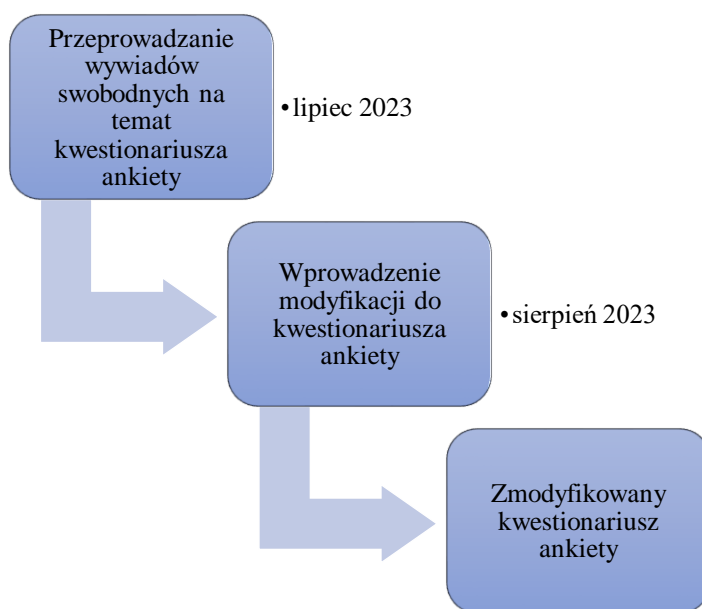 Przeprowadzanie
wywiadów
swobodnych na
temat
kwestionariusza
ankiety
•lipiec 2023
Wprowadzenie
modyfikacji do
kwestionariusza
ankiety
•sierpień 2023
Zmodyfikowany
kwestionariusz
ankiety